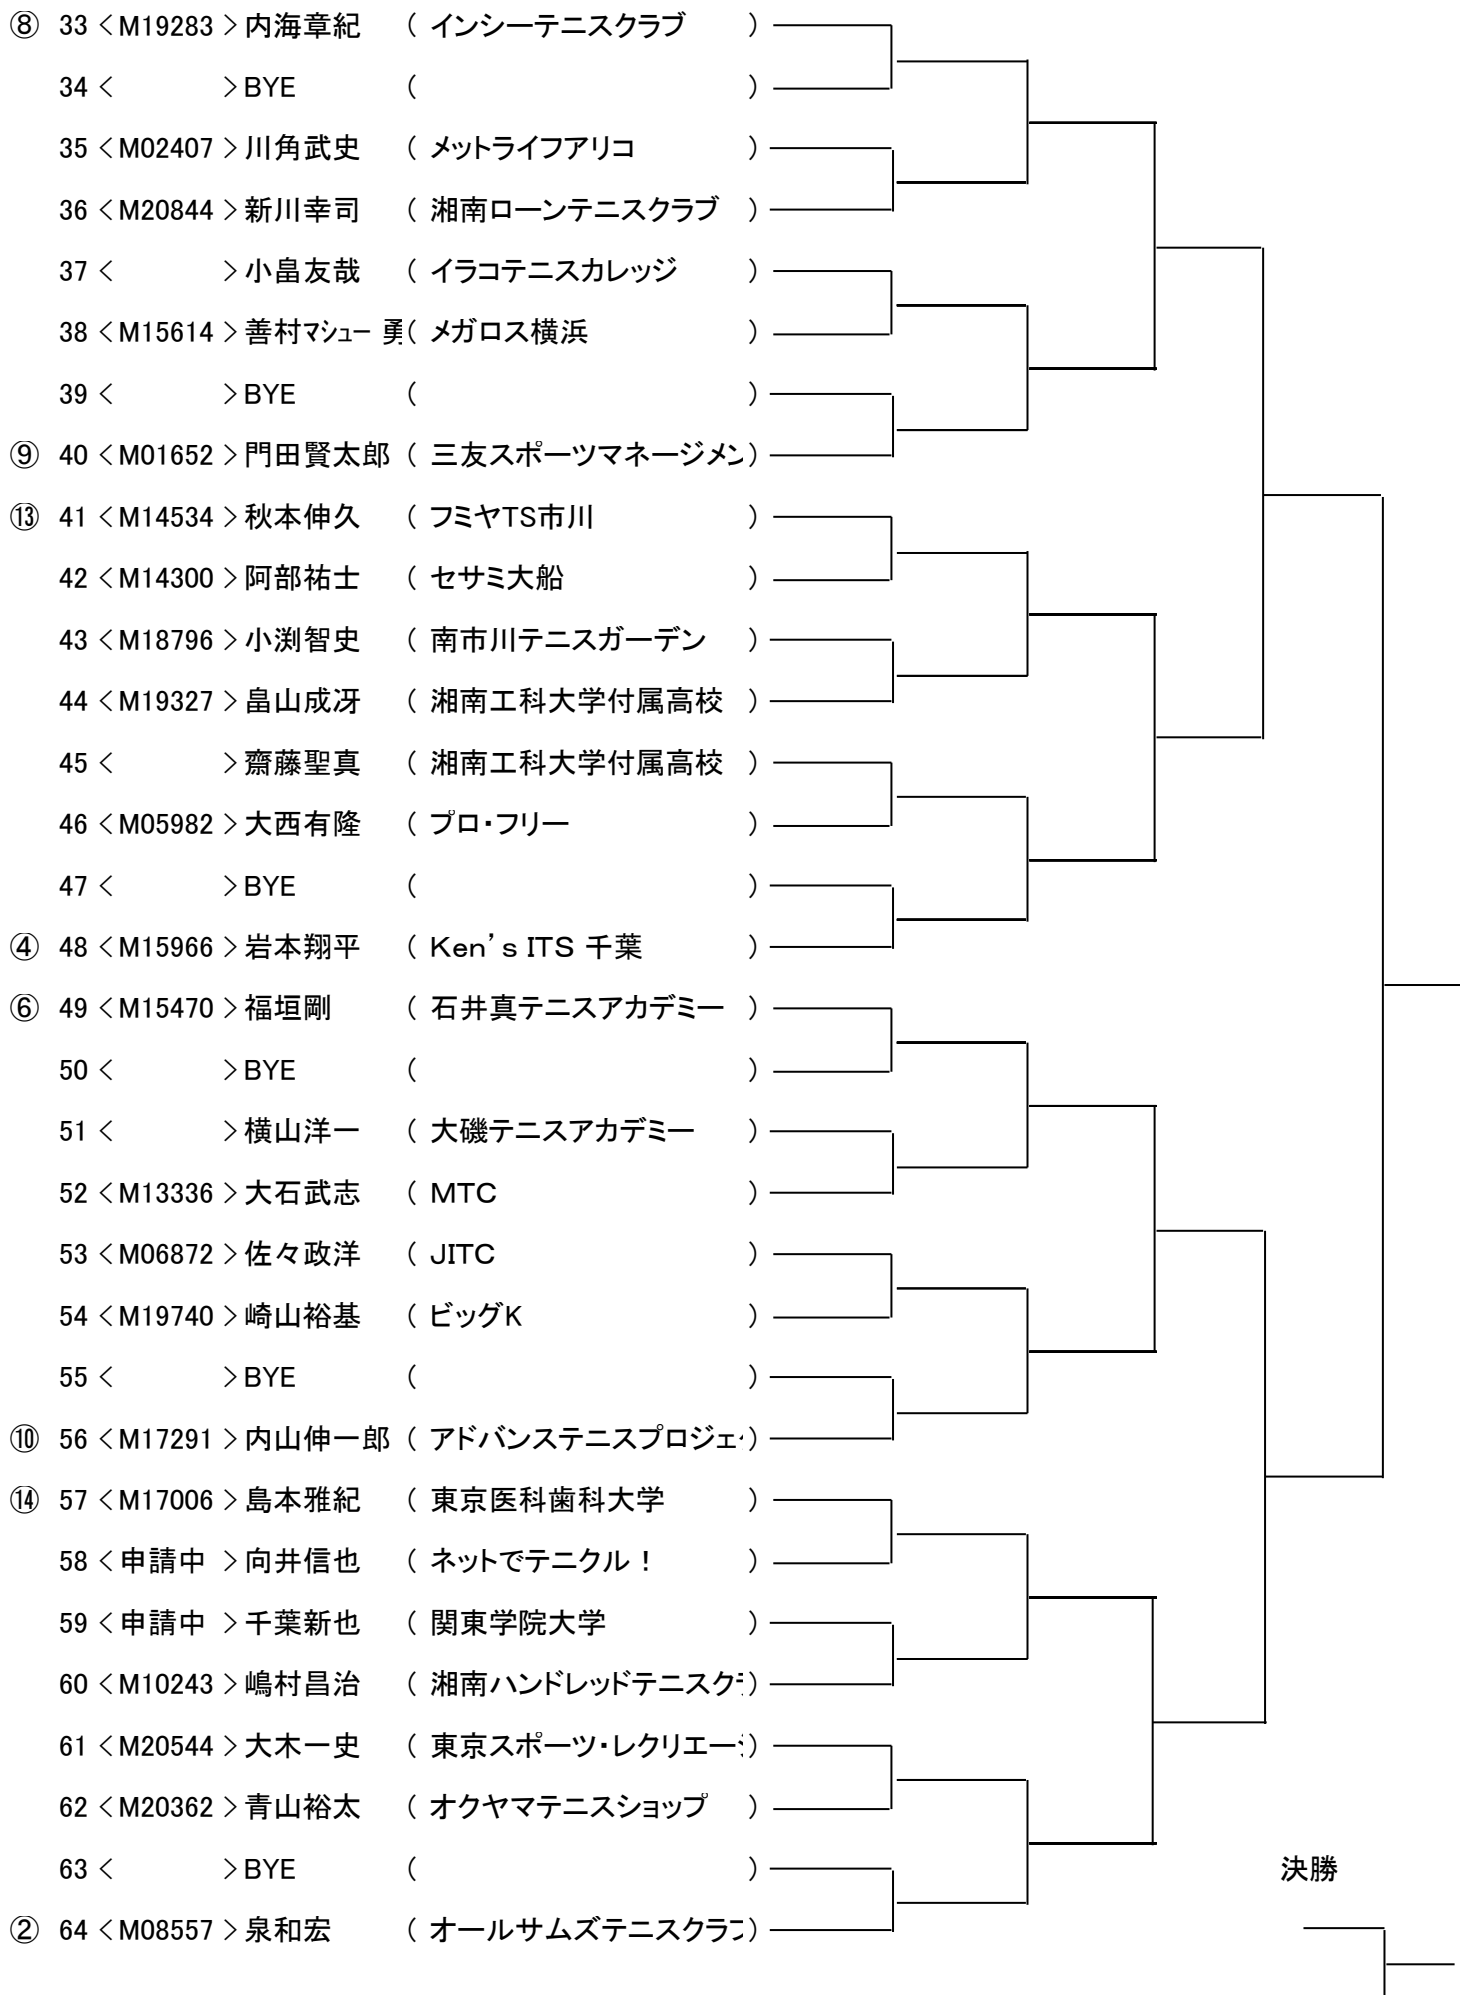 ⑧ 33 <M19283> 内海章紀 ( インシーテニスクラブ )
34 < > BYE ( )
35 <M02407> 川角武史 ( メットライフアリコ )
36 <M20844> 新川幸司 ( 湘南ローンテニスクラブ )
37 < > 小畠友哉 ( イラコテニスカレッジ )
38 <M15614> 善村マシュー 勇 ( メガロス横浜 )
39 < > BYE ( )
⑨ 40 <M01652> 門田賢太郎 ( 三友スポーツマネージメン )
⑬ 41 <M14534> 秋本伸久 ( フミヤTS市川 )
42 <M14300> 阿部祐士 ( セサミ大船 )
43 <M18796> 小渕智史 ( 南市川テニスガーデン )
44 <M19327> 畠山成冴 ( 湘南工科大学付属高校 )
45 < > 齋藤聖真 ( 湘南工科大学付属高校 )
46 <M05982> 大西有隆 ( プロ・フリー )
47 < > BYE ( )
④ 48 <M15966> 岩本翔平 ( Ken's ITS 千葉 )
⑥ 49 <M15470> 福垣剛 ( 石井真テニスアカデミー )
50 < > BYE ( )
51 < > 横山洋一 ( 大磯テニスアカデミー )
52 <M13336> 大石武志 ( MTC )
53 <M06872> 佐々政洋 ( JITC )
54 <M19740> 崎山裕基 ( ビッグK )
55 < > BYE ( )
⑩ 56 <M17291> 内山伸一郎 ( アドバンステニスプロジェ )
⑭ 57 <M17006> 島本雅紀 ( 東京医科歯科大学 )
58 <申請中> 向井信也 ( ネットでテニクル！ )
59 <申請中> 千葉新也 ( 関東学院大学 )
60 <M10243> 嶋村昌治 ( 湘南ハンドレッドテニスク )
61 <M20544> 大木一史 ( 東京スポーツ・レクリエー )
62 <M20362> 青山裕太 ( オクヤマテニスショップ )
63 < > BYE ( )
決勝
② 64 <M08557> 泉和宏 ( オールサムズテニスクラ )